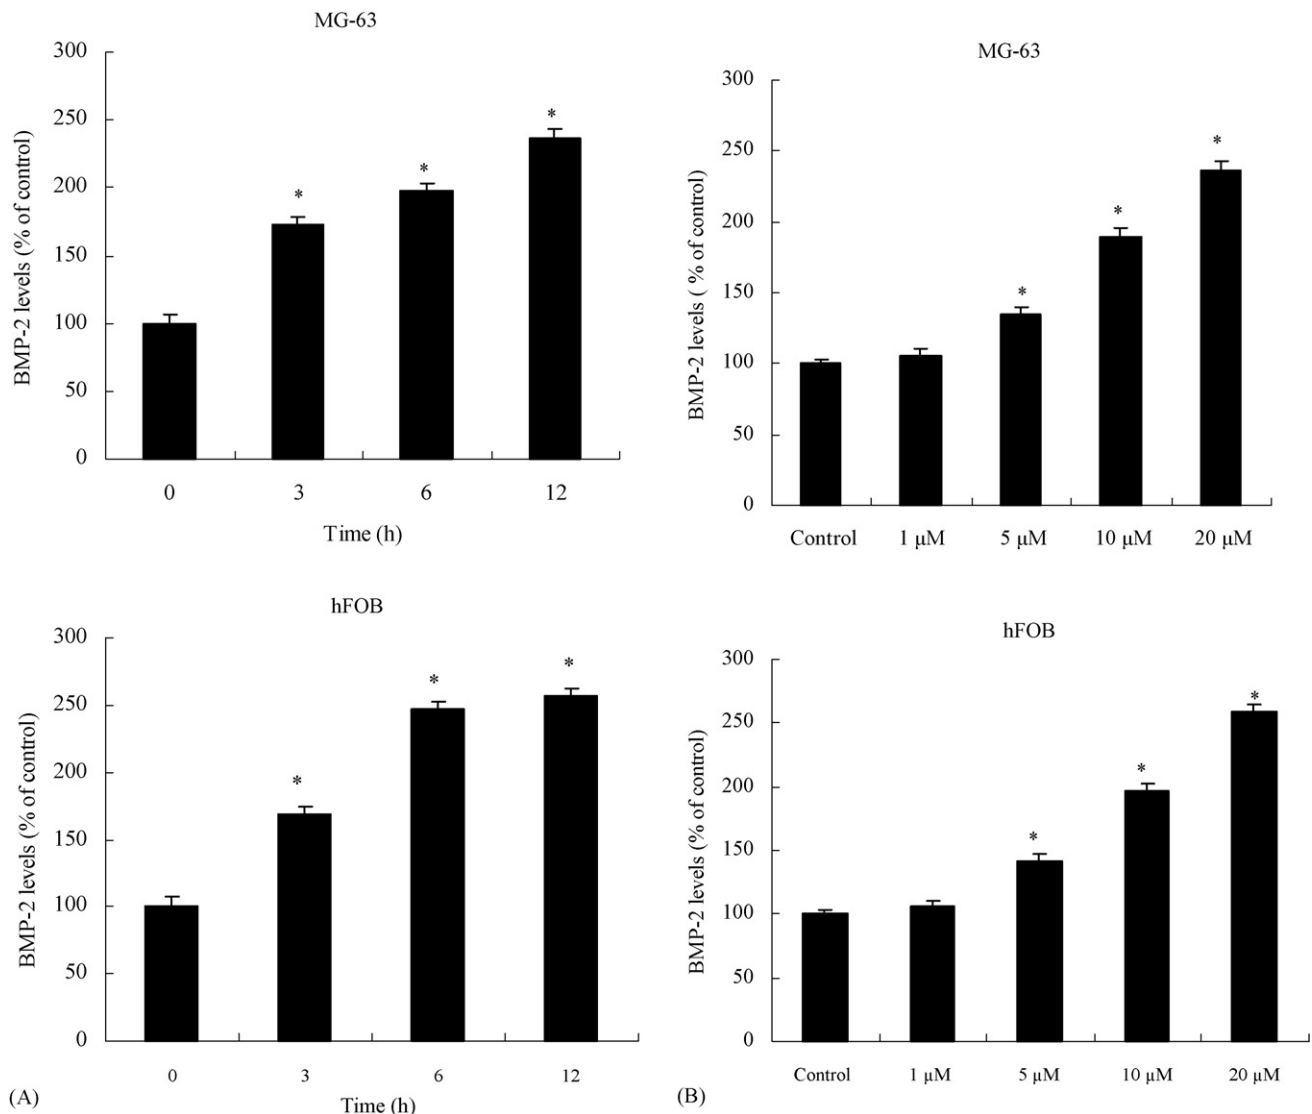 MG-63
300
250
200
150
100
50
0
BMP-2 levels (% of control)
* * *
0 3 6 12
Time (h)
MG-63
300
250
200
150
100
50
0
BMP-2 levels ( % of control)
* * *
Control 1 μM 5 μM 10 μM 20 μM
hFOB
300
250
200
150
100
50
0
BMP-2 levels (% of control)
* * *
0 3 6 12
Time (h)
(A)
hFOB
300
250
200
150
100
50
0
BMP-2 levels (% of control)
* * *
Control 1 μM 5 μM 10 μM 20 μM
(B)